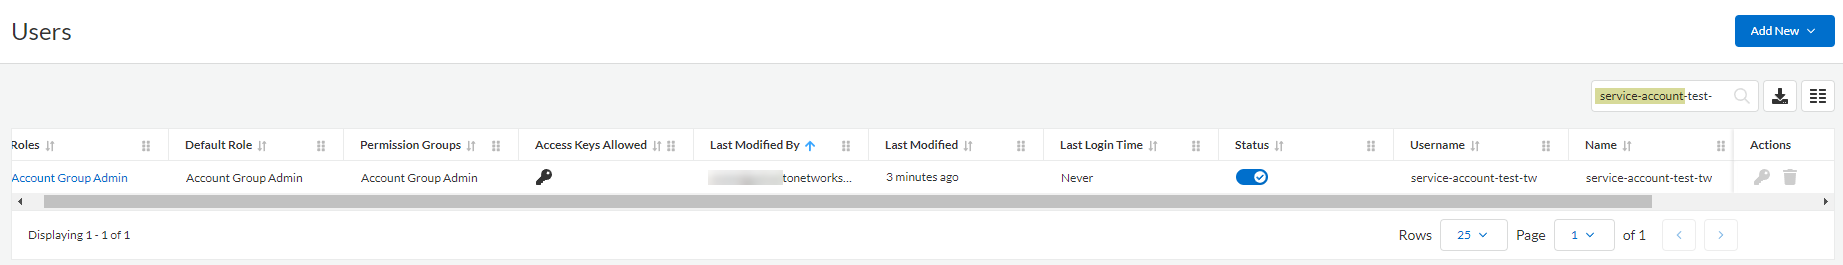 Users
Add New
service-account-test-
Roles Default Role Permission Groups Access Keys Allowed Last Modified By Last Modified Last Login Time Status Username Name Actions
Account Group Admin Account Group Admin Account Group Admin tonetworks... 3 minutes ago Never service-account-test-tw service-account-test-tw
Displaying 1 - 1 of 1 Rows 25 Page 1 of 1